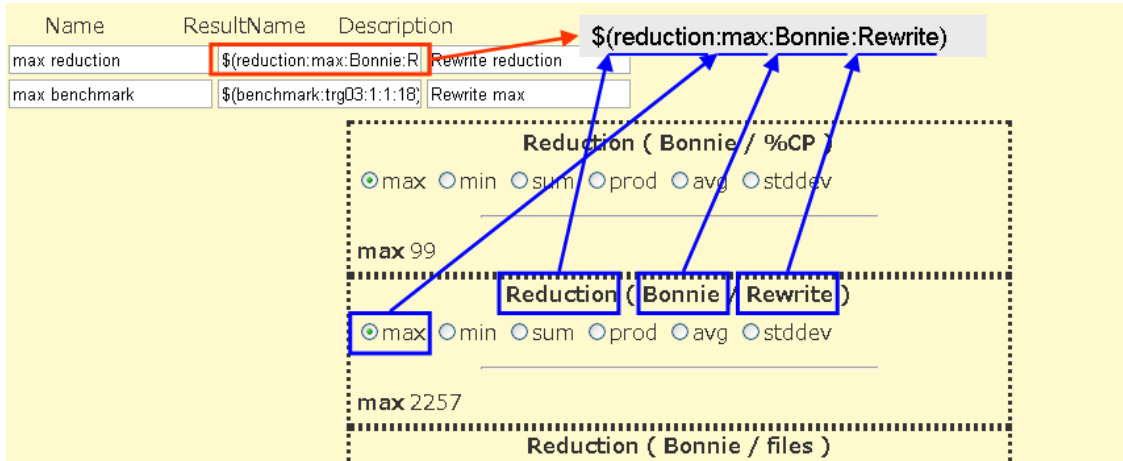 Name ResultName Description
$(reduction:max:Bonnie:Rewrite)
max reduction $(reduction:max:Bonnie:R Rewrite reduction
max benchmark $(benchmark:trg03:1:1:18) Rewrite max
Reduction ( Bonnie / %CP )
max min sum prod avg stddev
max 99
Reduction ( Bonnie / Rewrite )
max min sum prod avg stddev
max 2257
Reduction ( Bonnie / files )